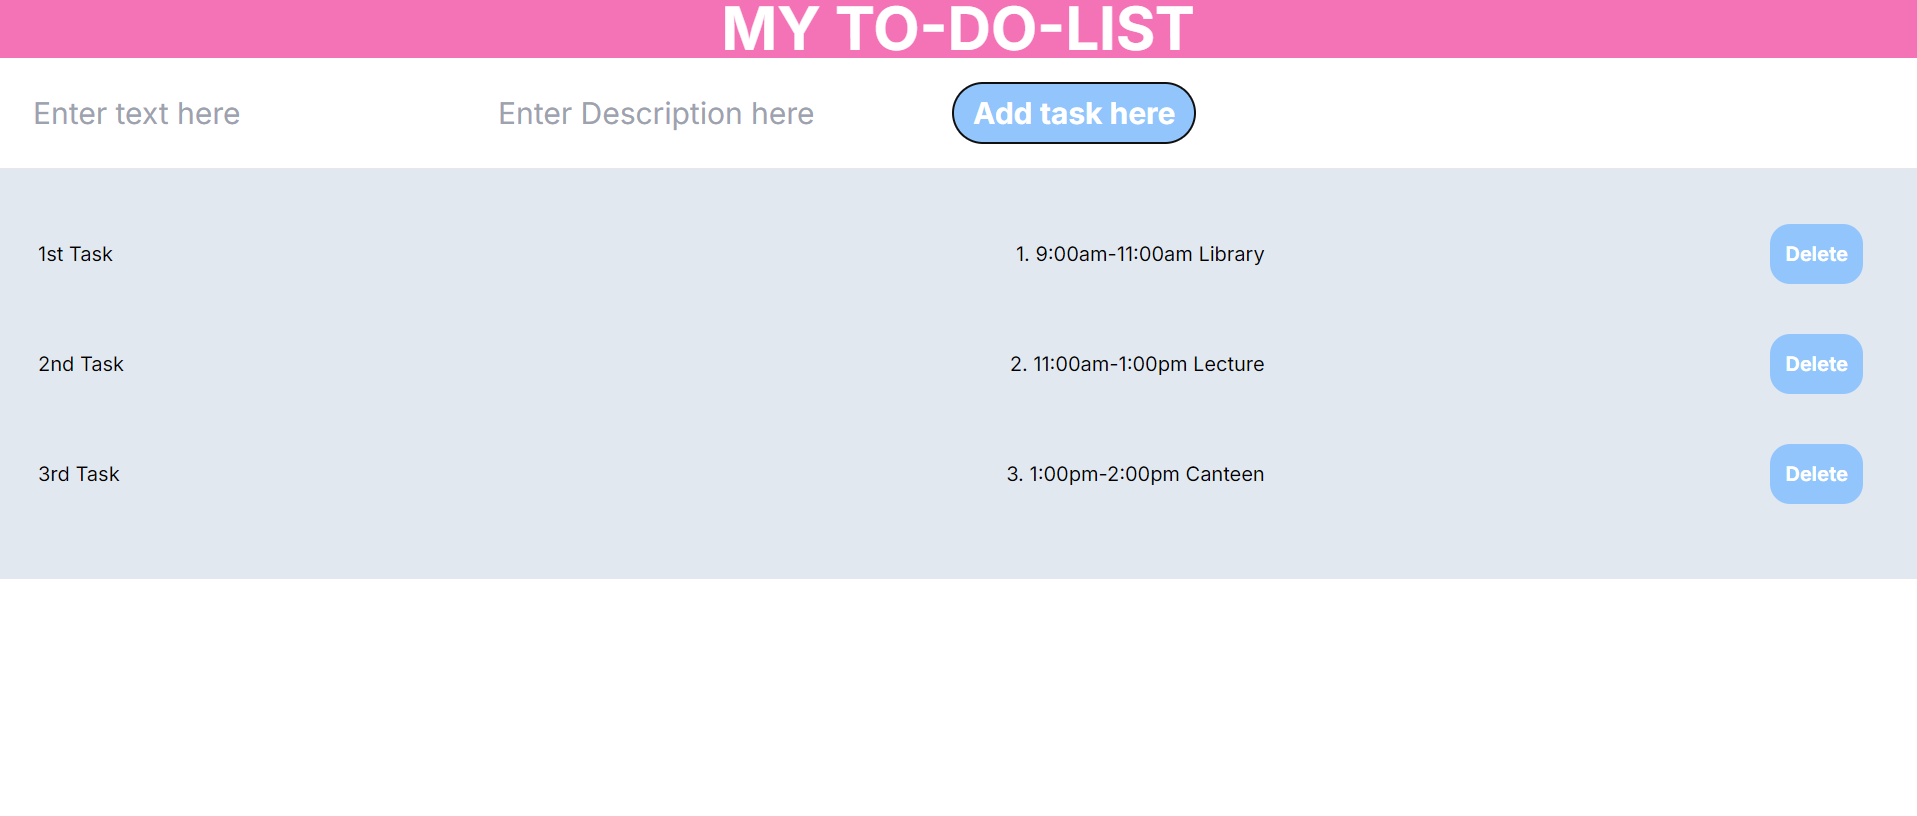 MY TO-DO-LIST
Enter text here Enter Description here Add task here
1st Task 1. 9:00am-11:00am Library Delete
2nd Task 2. 11:00am-1:00pm Lecture Delete
3rd Task 3. 1:00pm-2:00pm Canteen Delete